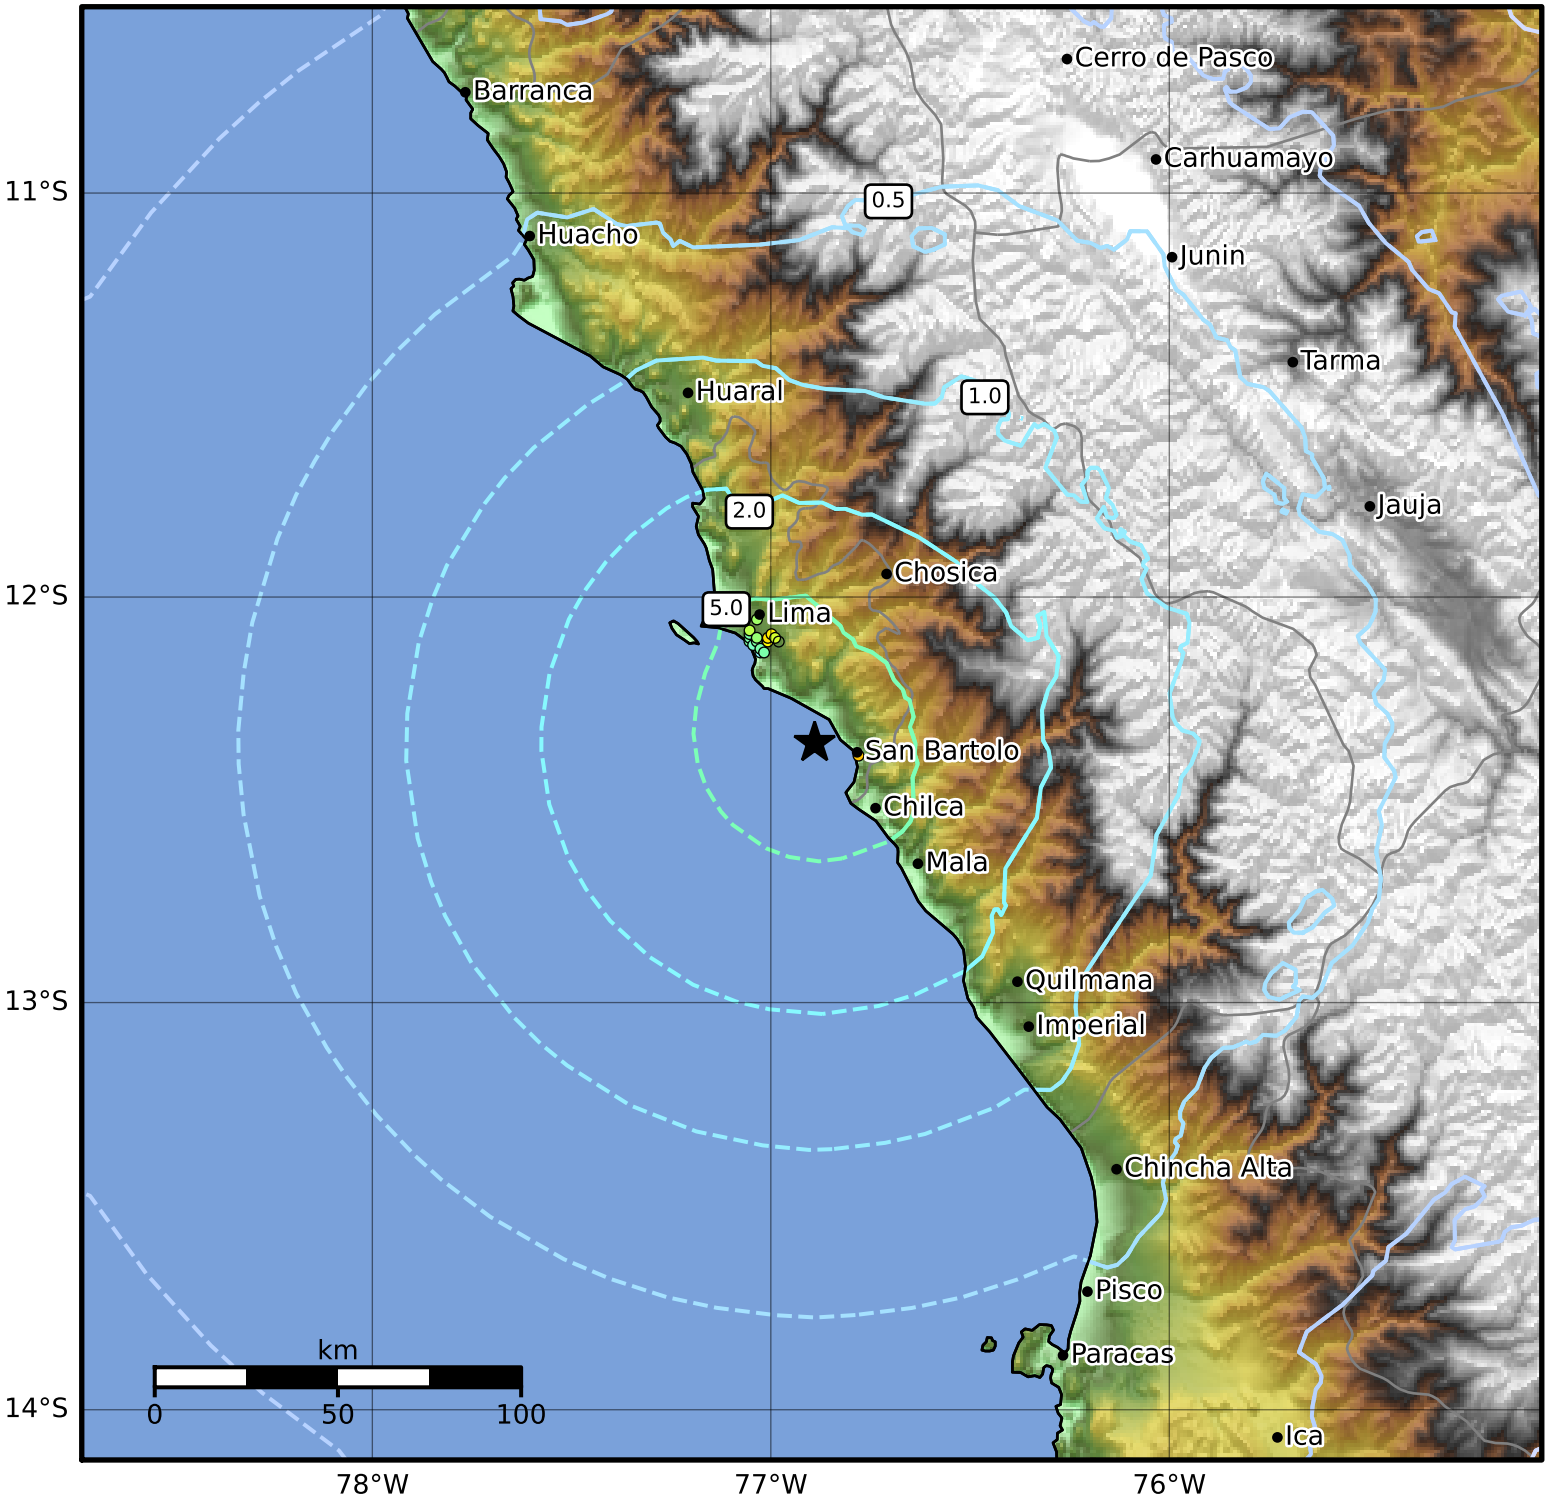 Cerro de Pasco
Barranca
Carhuamayo
11°S
0.5
Huacho
Junin
Tarma
Huaral
1.0
Jauja
2.0
Chosica
12°S
5.0
Lima
San Bartolo
Chilca
Mala
Quilmana
13°S
Imperial
Chincha Alta
Pisco
km
Paracas
0 50 100
14°S
Ica
78°W 77°W 76°W